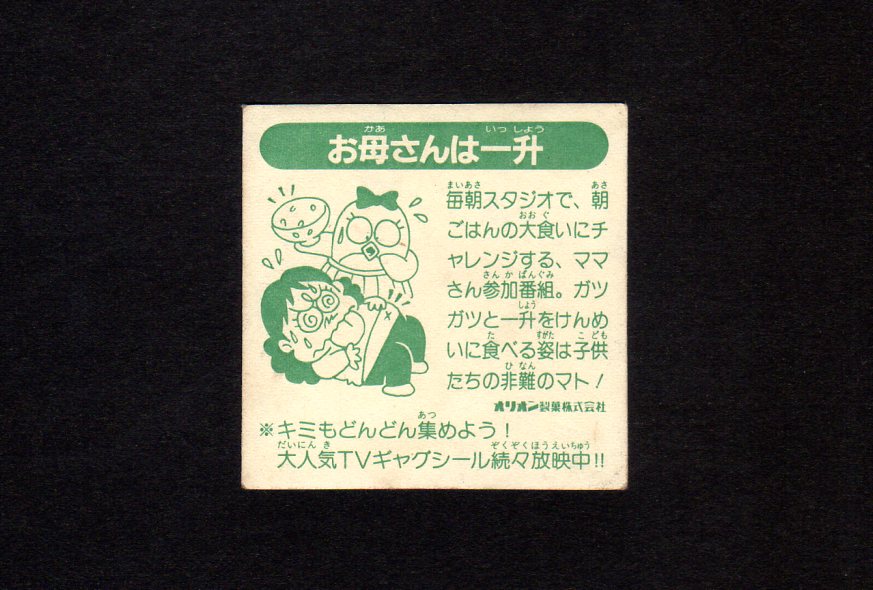 お母さんは一升
毎朝スタジオで、朝
ごはんの大食いにチ
ャレンジする、ママ
さん参加番組。ガツ
ガツと一升をけんめ
いに食べる姿は子供
たちの非難のマト!
オリオン製菓株式会社
※キミもどんどん集めよう!
大人気TVギャグシール続々放映中!!